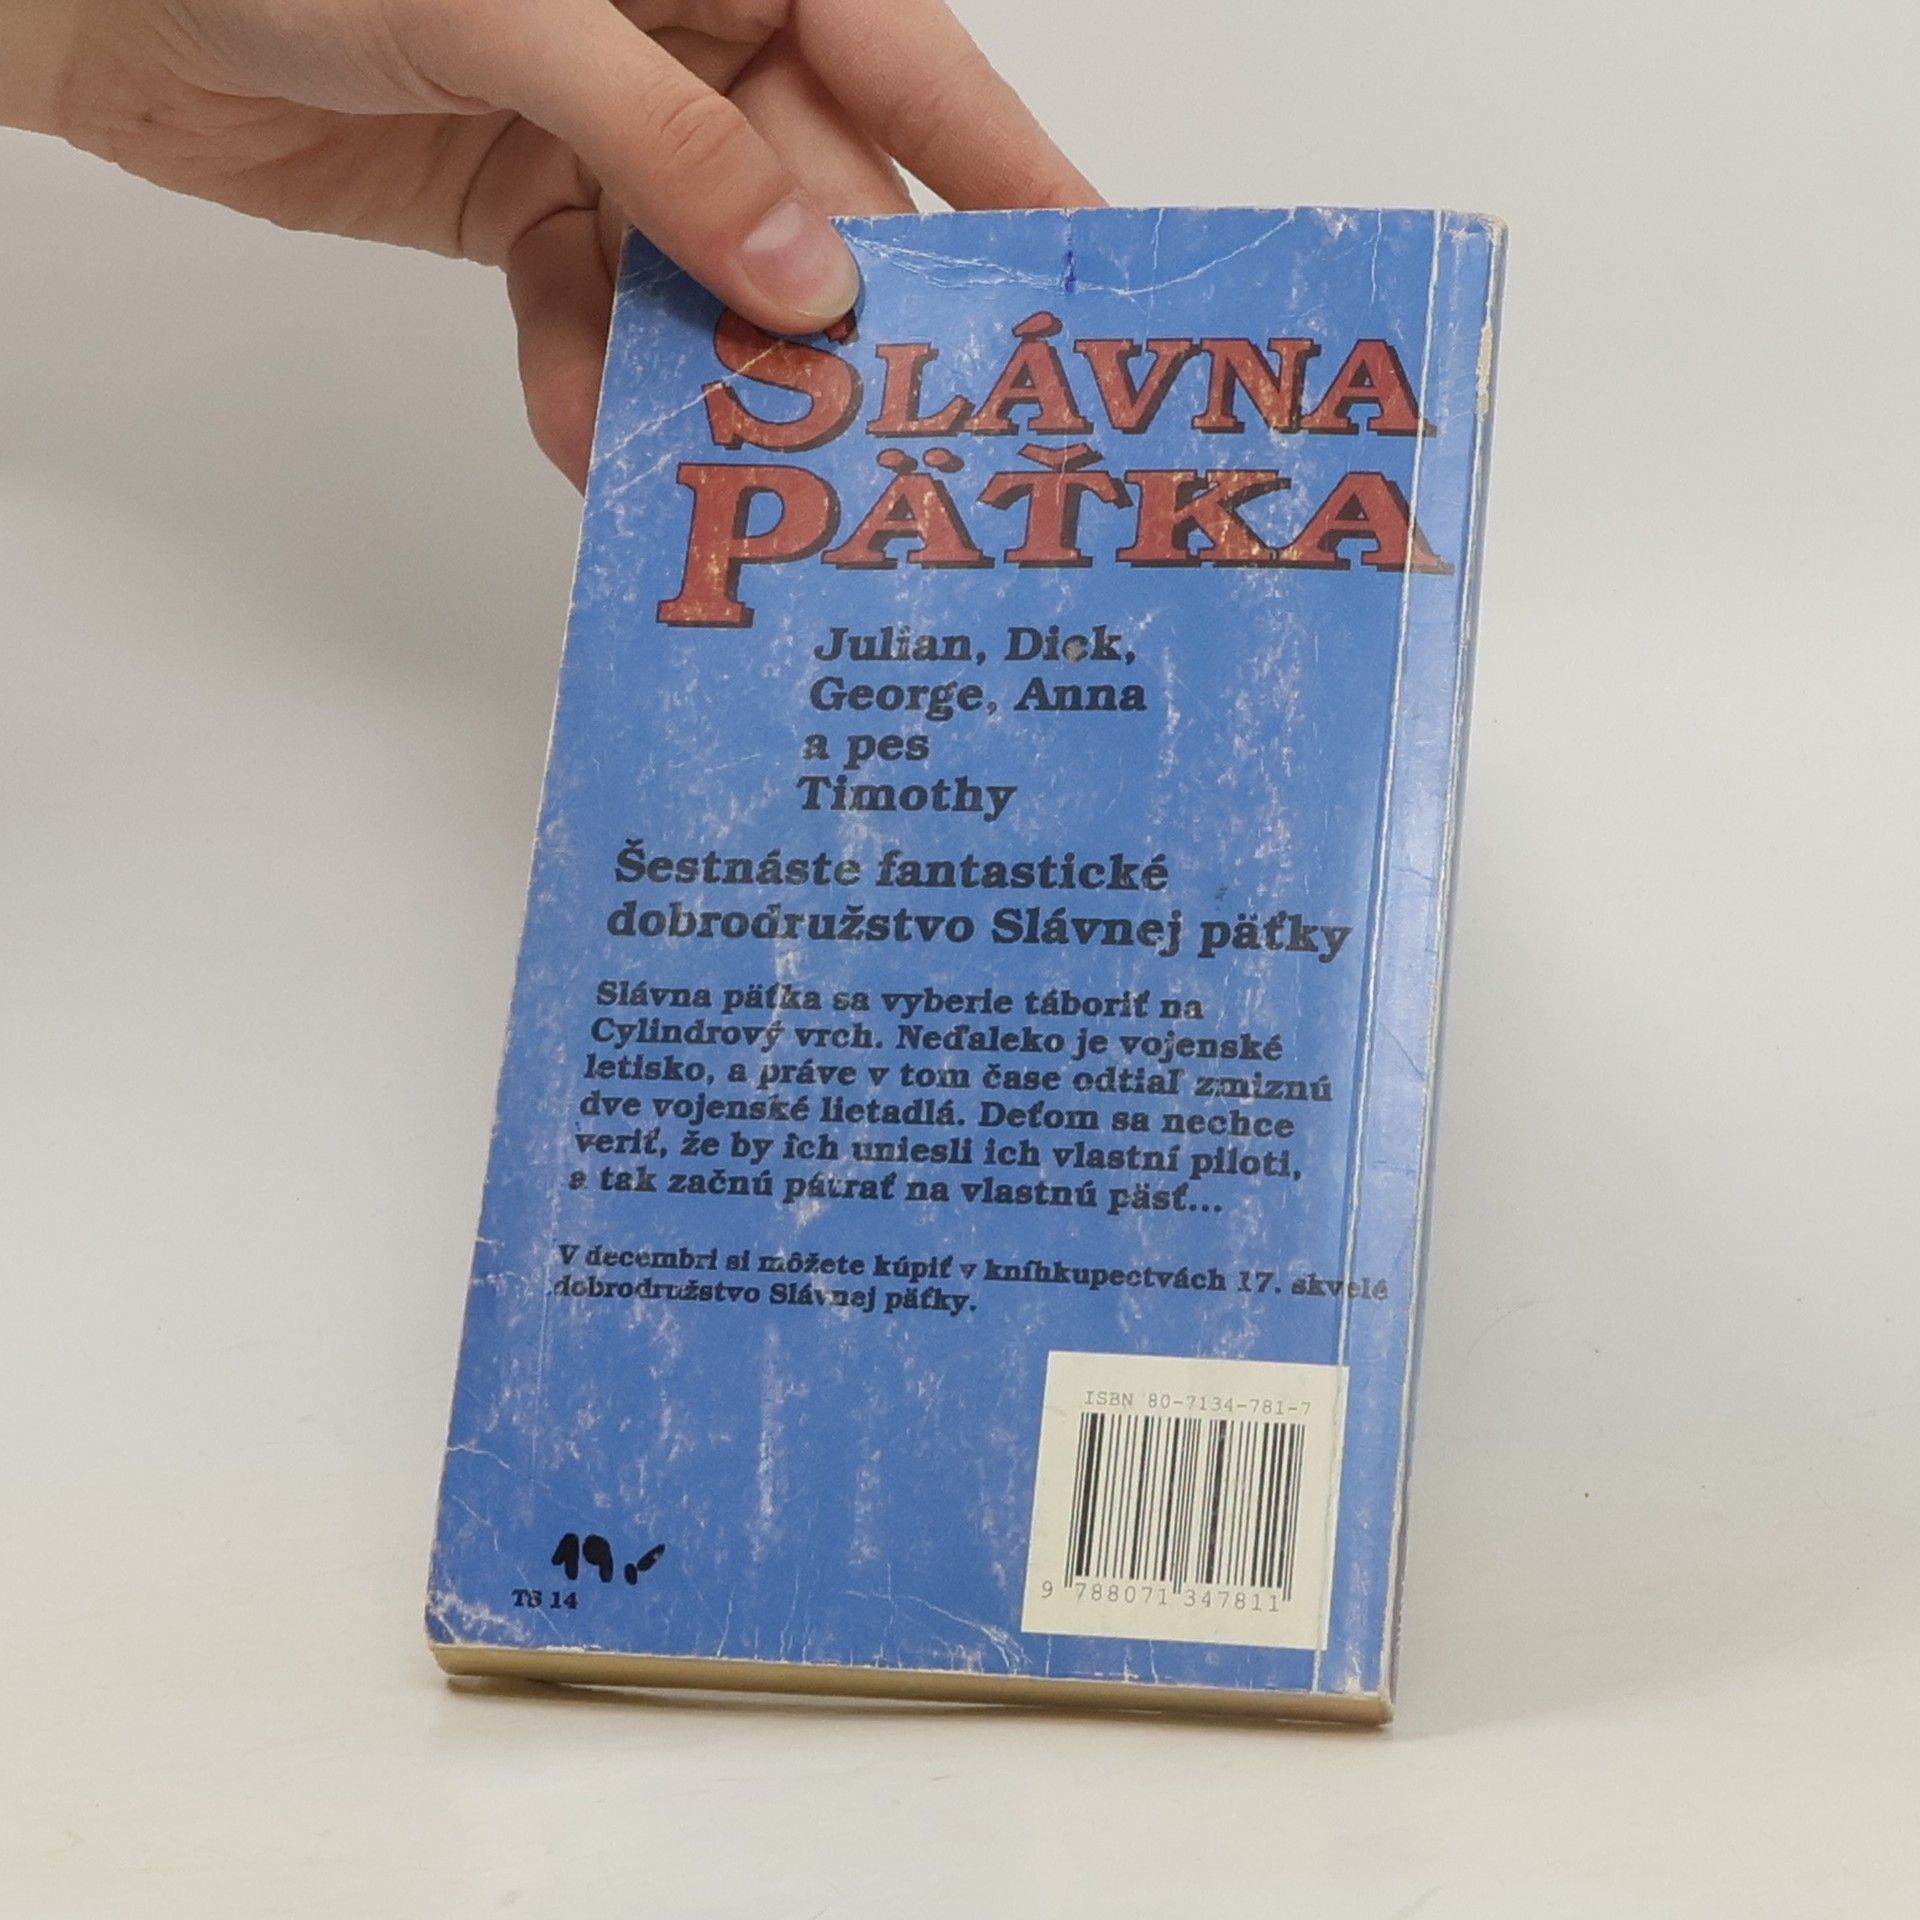 SLÁVNA
PÄŤKA
Julian, Dick,
George, Anna
a pes
Timothy
Šestnáste fantastické
dobrodružstvo Slávnej päťky
Slávna päťka sa vyberie táboriť na
Cylindrový vrch. Neďaleko je vojenské
letisko, a práve v tom čase odtiaľ zmiznú
dve vojenské lietadlá. Deťom sa nechce
veriť, že by ich uniesli ich vlastní piloti,
a tak začnú pátrať na vlastnú päsť...
V decembri si môžete kúpiť v kníhkupectvách 17. skvelé
dobrodružstvo Slávnej päťky.
ISBN 80-7134-781-7
9 788071 347811
19,-
TS 14